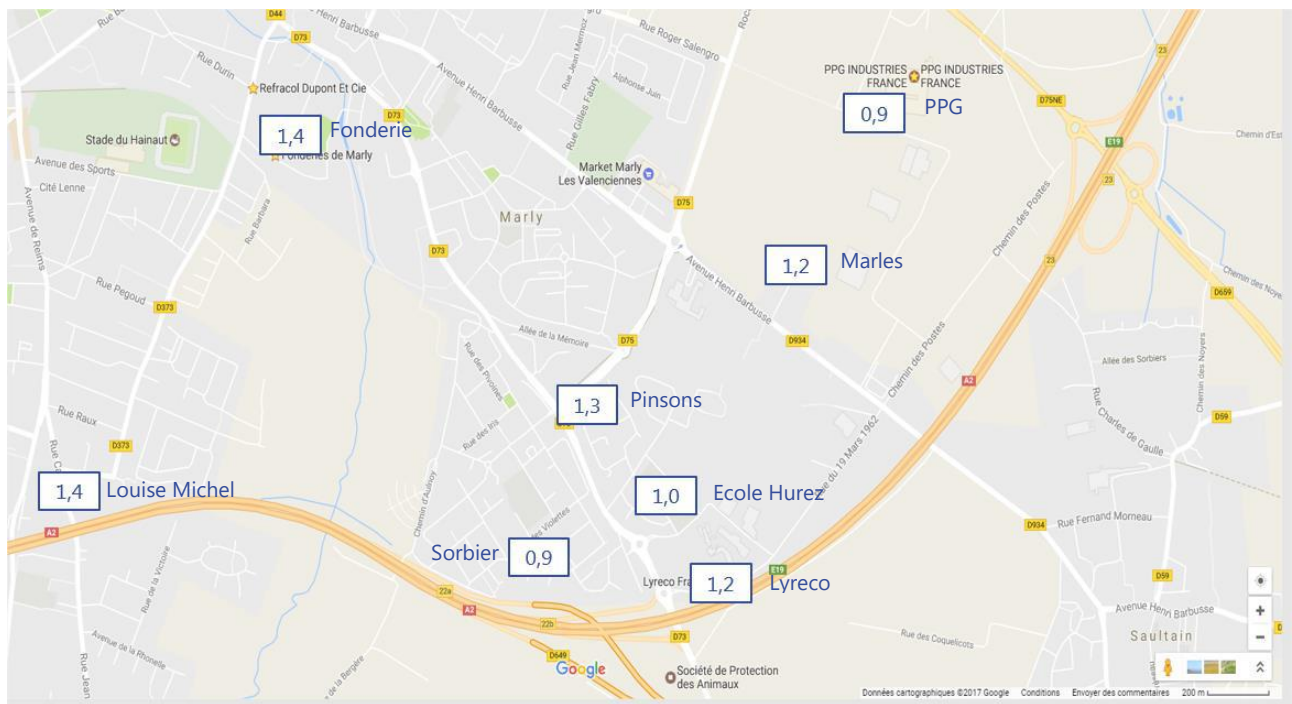 D44
D73
Rue Roger Salengro
Rue Jean Mermoz
Avenue Henri Barbusse
23
Rue Durin
Refracol Dupont Et Cie
Alphonse Juin
PPG INDUSTRIES FRANCE
PPG INDUSTRIES FRANCE
D75NE
0,9 PPG
D73
Rue Gilles Fabry
1,4 Fonderie
Stade du Hainaut
Fonderies de Marly
E19
Chemin d'Est
Avenue des Sports
Cité Lenne
Market Marly
Les Valenciennes
23
Avenue de Reims
Rue Barbara
Marly
D75
Chemin des Postes
D73
1,2 Marles
Avenue Henri Barbusse
23
Rue Pegoud
D373
D659
Allée de la Mémoire
D75
D934
Chemin des Postes
Allée des Sorbiers
Chemin des Noyers
Rue des Pivoines
A2
1,3 Pinsons
Rue Raux
Rue des Iris
Rue Charles de Gaulle
D59
D373
du 19 Mars 1962
1,4 Louise Michel
1,0 Ecole Hurez
Chemin d'Aulnoy
des Violettes
A2
D934
Rue Fernand Morneau
Sorbier 0,9
Rue de la Victoire
Lyreco
1,2 Lyreco
E19
D59
22a
A2
22b
Avenue Henri Barbusse
Avenue de la Rhonelle
D73
Rue des Coquelicots
Saultain
D649
Google
Rue Jean
de la Bergère
Société de Protection
des Animaux
Données cartographiques ©2017 Google Conditions Envoyer des commentaires 200 m